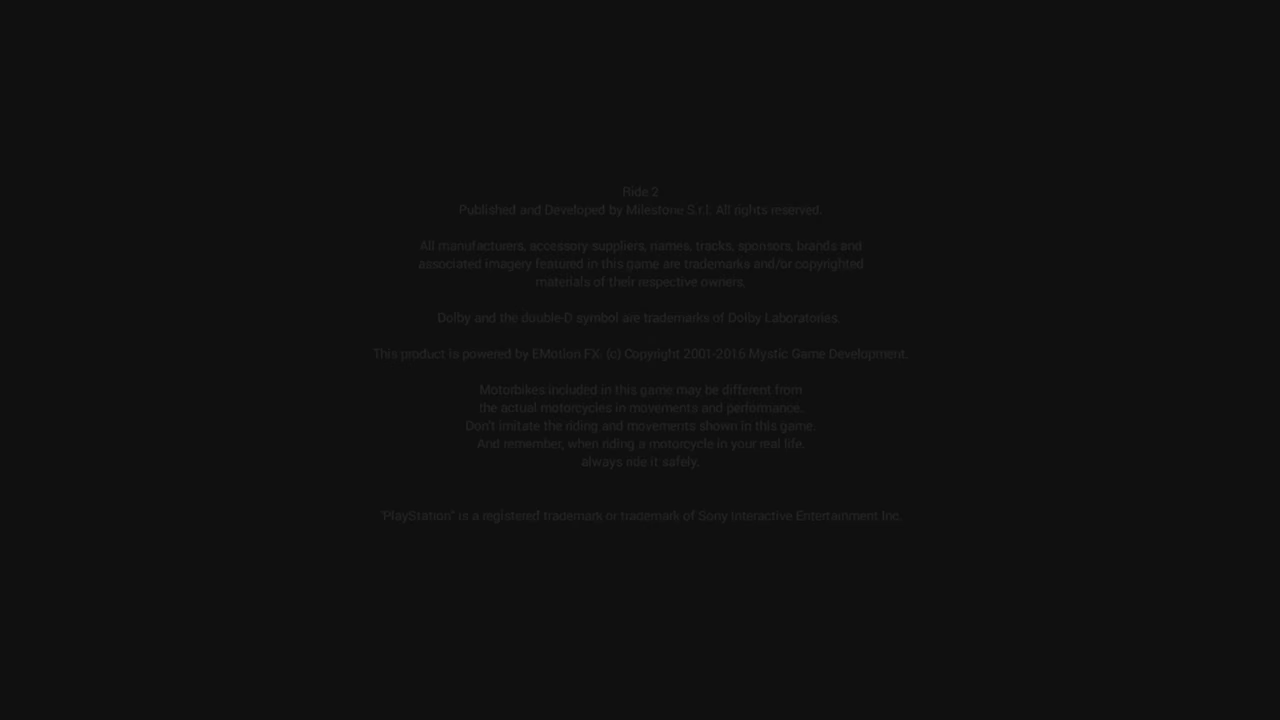 Ride 2
Published and Developed by Milestone S.r.l. All rights reserved.
All manufacturers, accessory suppliers, names, tracks, sponsors, brands and
associated imagery featured in this game are trademarks and/or copyrighted
materials of their respective owners.
Dolby and the double-D symbol are trademarks of Dolby Laboratories.
This product is powered by EMotion FX. (c) Copyright 2001-2016 Mystic Game Development.
Motorbikes included in this game may be different from
the actual motorcycles in movements and performance.
Don't imitate the riding and movements shown in this game.
And remember, when riding a motorcycle in your real life,
always ride it safely.
"PlayStation" is a registered trademark or trademark of Sony Interactive Entertainment Inc.